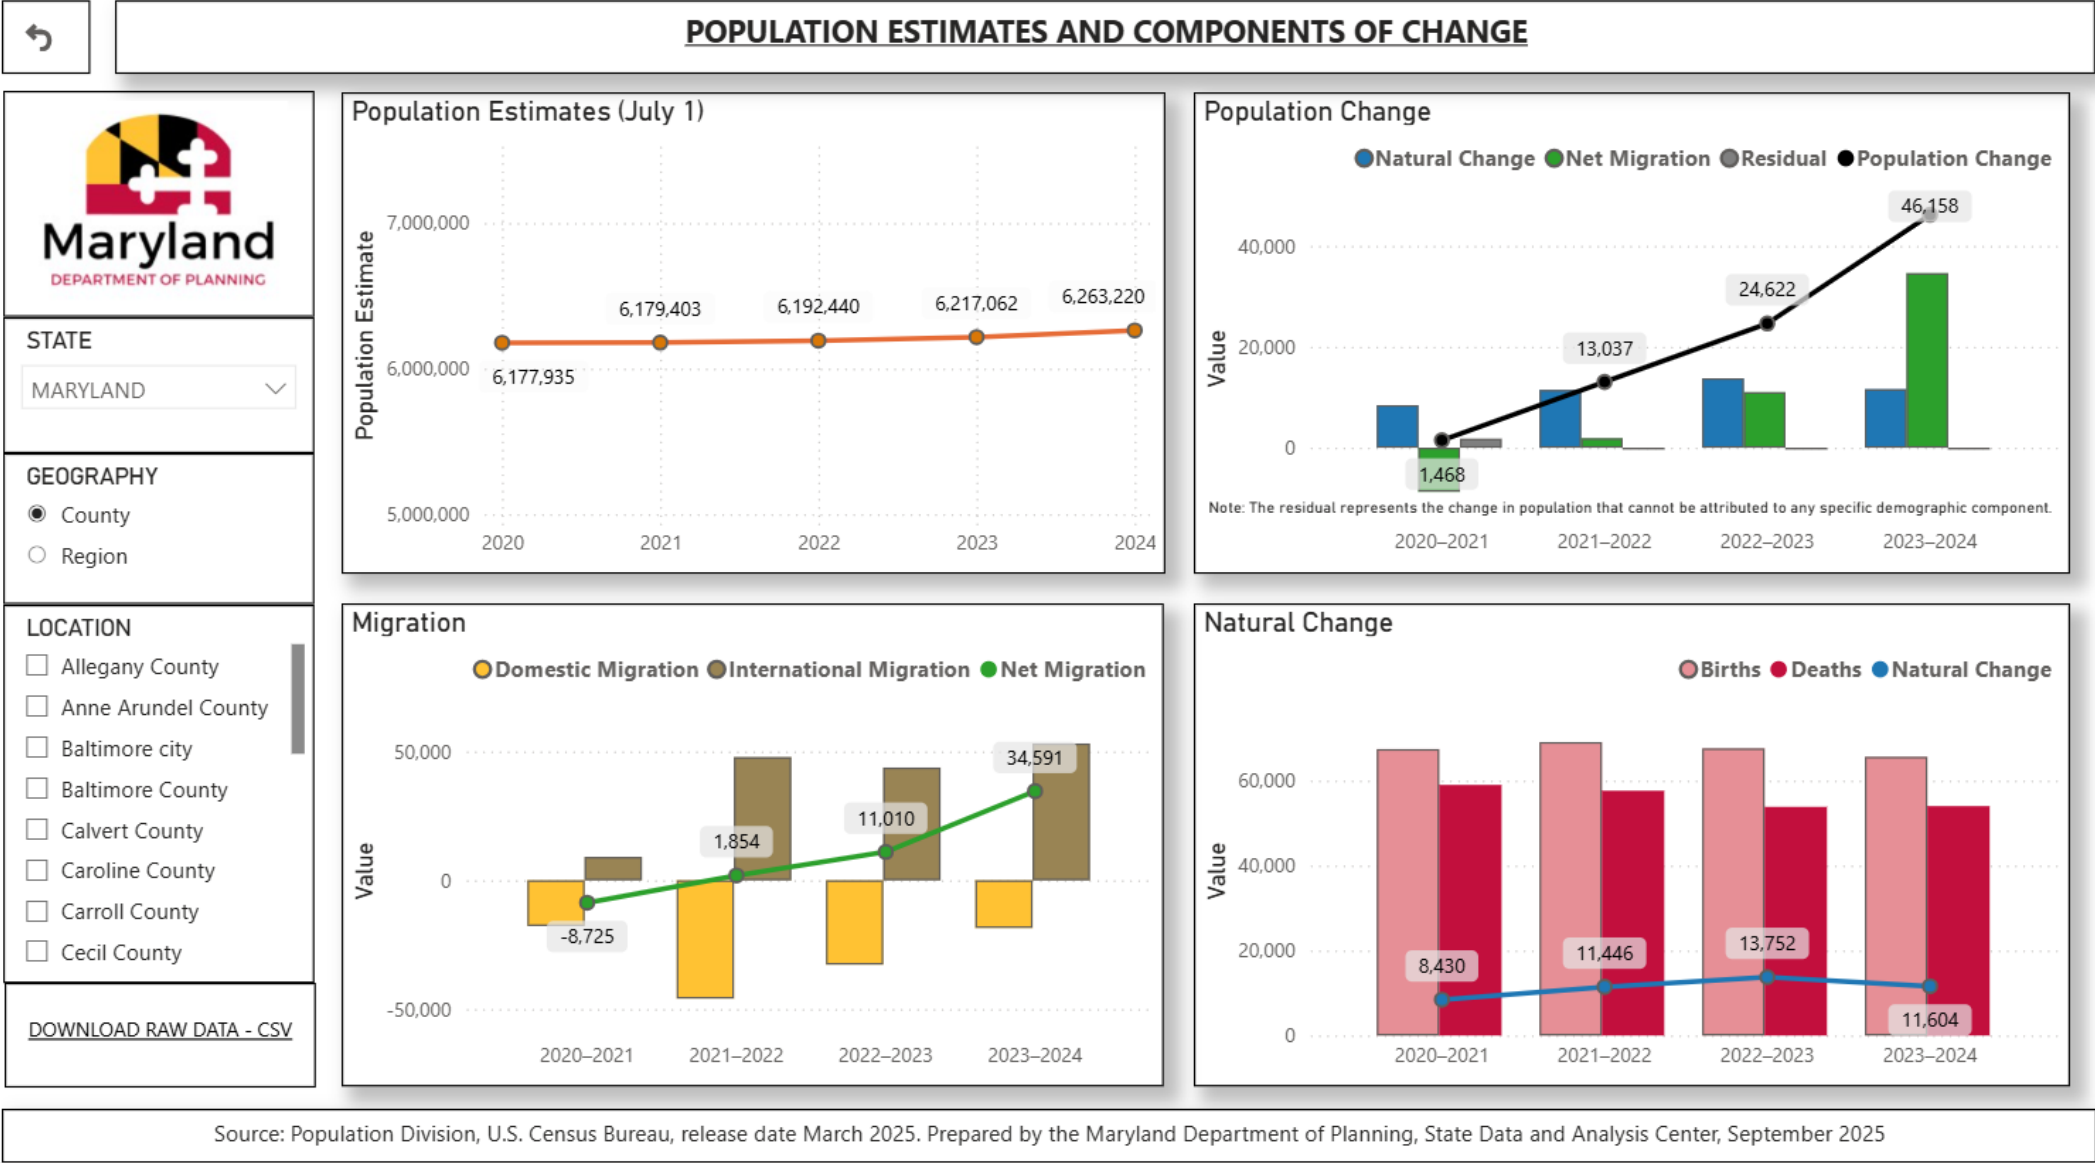 POPULATION ESTIMATES AND COMPONENTS OF CHANGE
Maryland
DEPARTMENT OF PLANNING
STATE
MARYLAND
GEOGRAPHY
County
Region
LOCATION
Allegany County
Anne Arundel County
Baltimore city
Baltimore County
Calvert County
Caroline County
Carroll County
Cecil County
DOWNLOAD RAW DATA - CSV
Population Estimates (July 1)
Population Estimate
7,000,000
6,000,000
5,000,000
6,177,935
6,179,403
6,192,440
6,217,062
6,263,220
2020 2021 2022 2023 2024
Population Change
Natural Change Net Migration Residual Population Change
Value
40,000
20,000
0
1,468
13,037
24,622
46,158
Note: The residual represents the change in population that cannot be attributed to any specific demographic component.
2020–2021 2021–2022 2022–2023 2023–2024
Migration
Domestic Migration International Migration Net Migration
Value
50,000
0
-50,000
-8,725
1,854
11,010
34,591
2020–2021 2021–2022 2022–2023 2023–2024
Natural Change
Births Deaths Natural Change
Value
60,000
40,000
20,000
0
8,430
11,446
13,752
11,604
2020–2021 2021–2022 2022–2023 2023–2024
Source: Population Division, U.S. Census Bureau, release date March 2025. Prepared by the Maryland Department of Planning, State Data and Analysis Center, September 2025